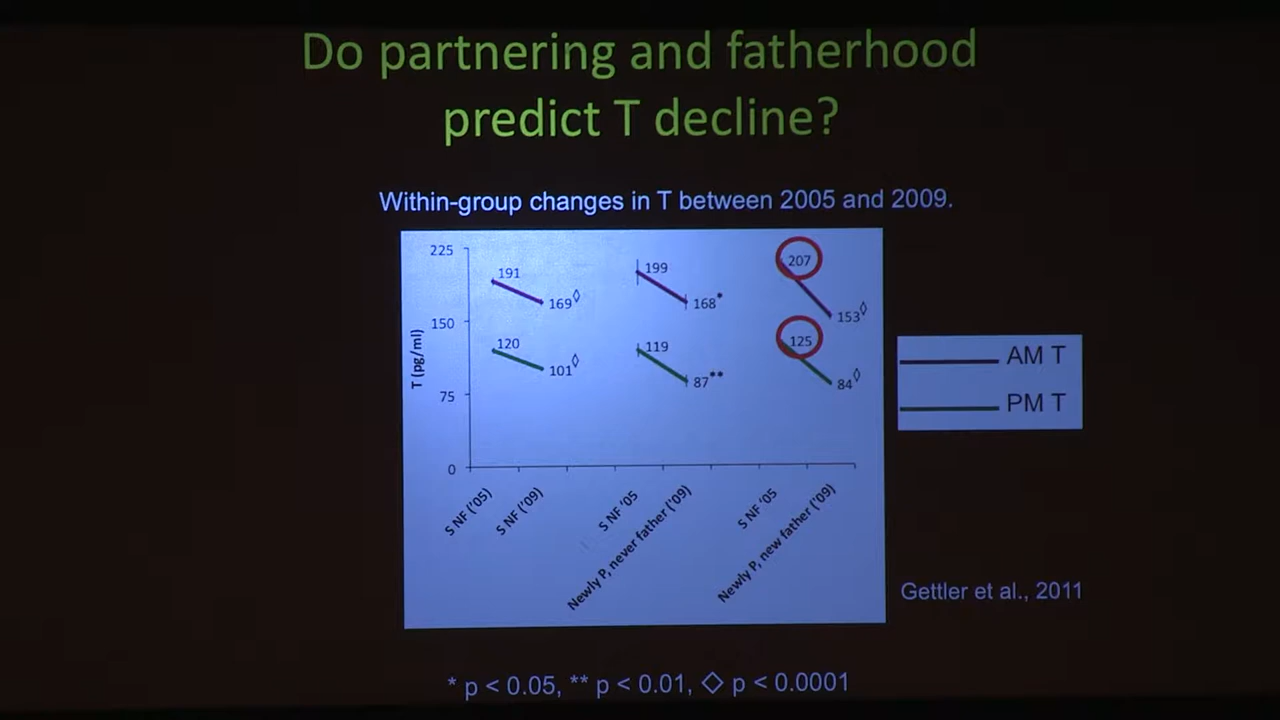 Do partnering and fatherhood
predict T decline?
Within-group changes in T between 2005 and 2009.
T (pg/ml)
225
150
75
0
191
169◊
120
101◊
199
168*
119
87**
207
153◊
125
84◊
S NF ('05)
S NF ('09)
S NF '05
Newly P, never father ('09)
S NF '05
Newly P, new father ('09)
AM T
PM T
Gettler et al., 2011
* p < 0.05, ** p < 0.01, ◊ p < 0.0001